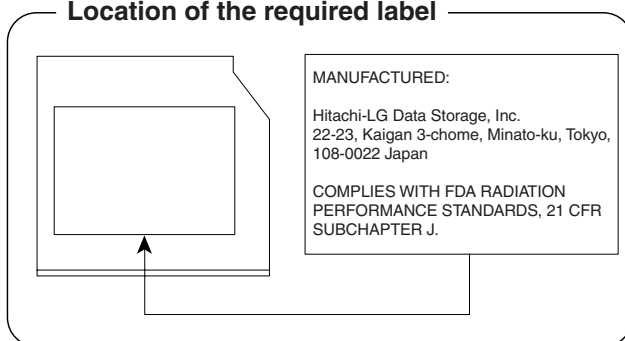 Location of the required label
MANUFACTURED:
Hitachi-LG Data Storage, Inc.
22-23, Kaigan 3-chome, Minato-ku, Tokyo,
108-0022 Japan
COMPLIES WITH FDA RADIATION
PERFORMANCE STANDARDS, 21 CFR
SUBCHAPTER J.